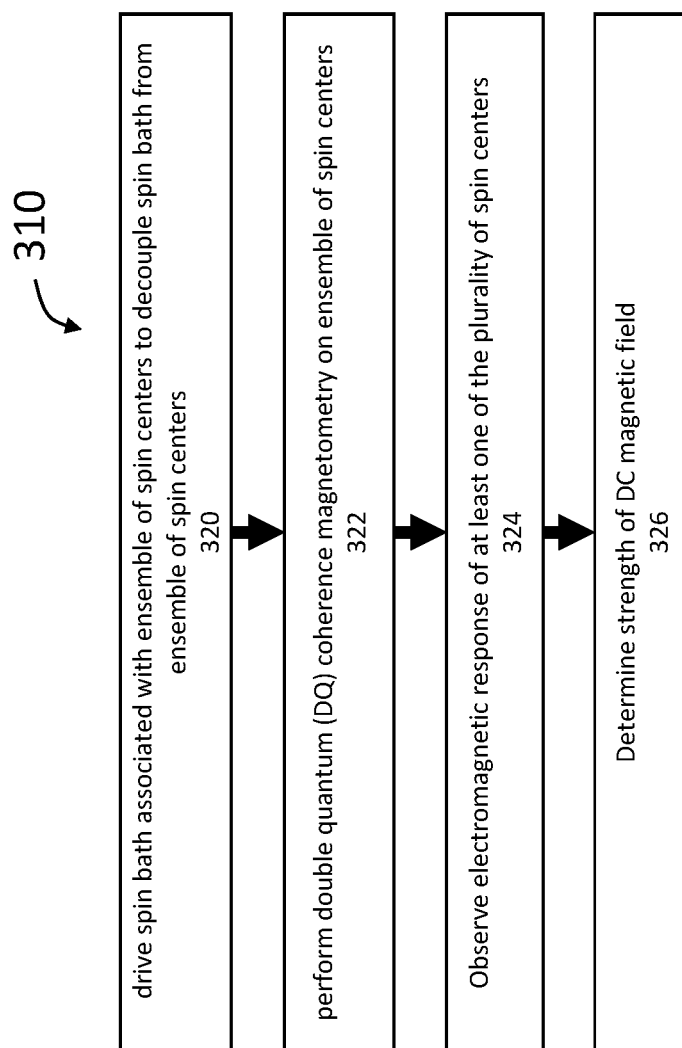 310
drive spin bath associated with ensemble of spin centers to decouple spin bath from
ensemble of spin centers
320
perform double quantum (DQ) coherence magnetometry on ensemble of spin centers
322
Observe electromagnetic response of at least one of the plurality of spin centers
324
Determine strength of DC magnetic field
326